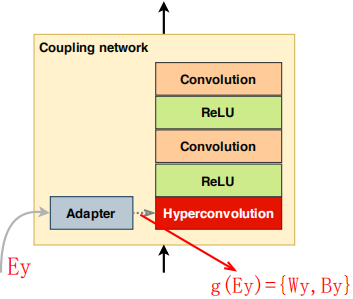 Coupling network
Convolution
ReLU
Convolution
ReLU
Adapter
Hyperconvolution
Ey
g(Ey)={Wy,By}